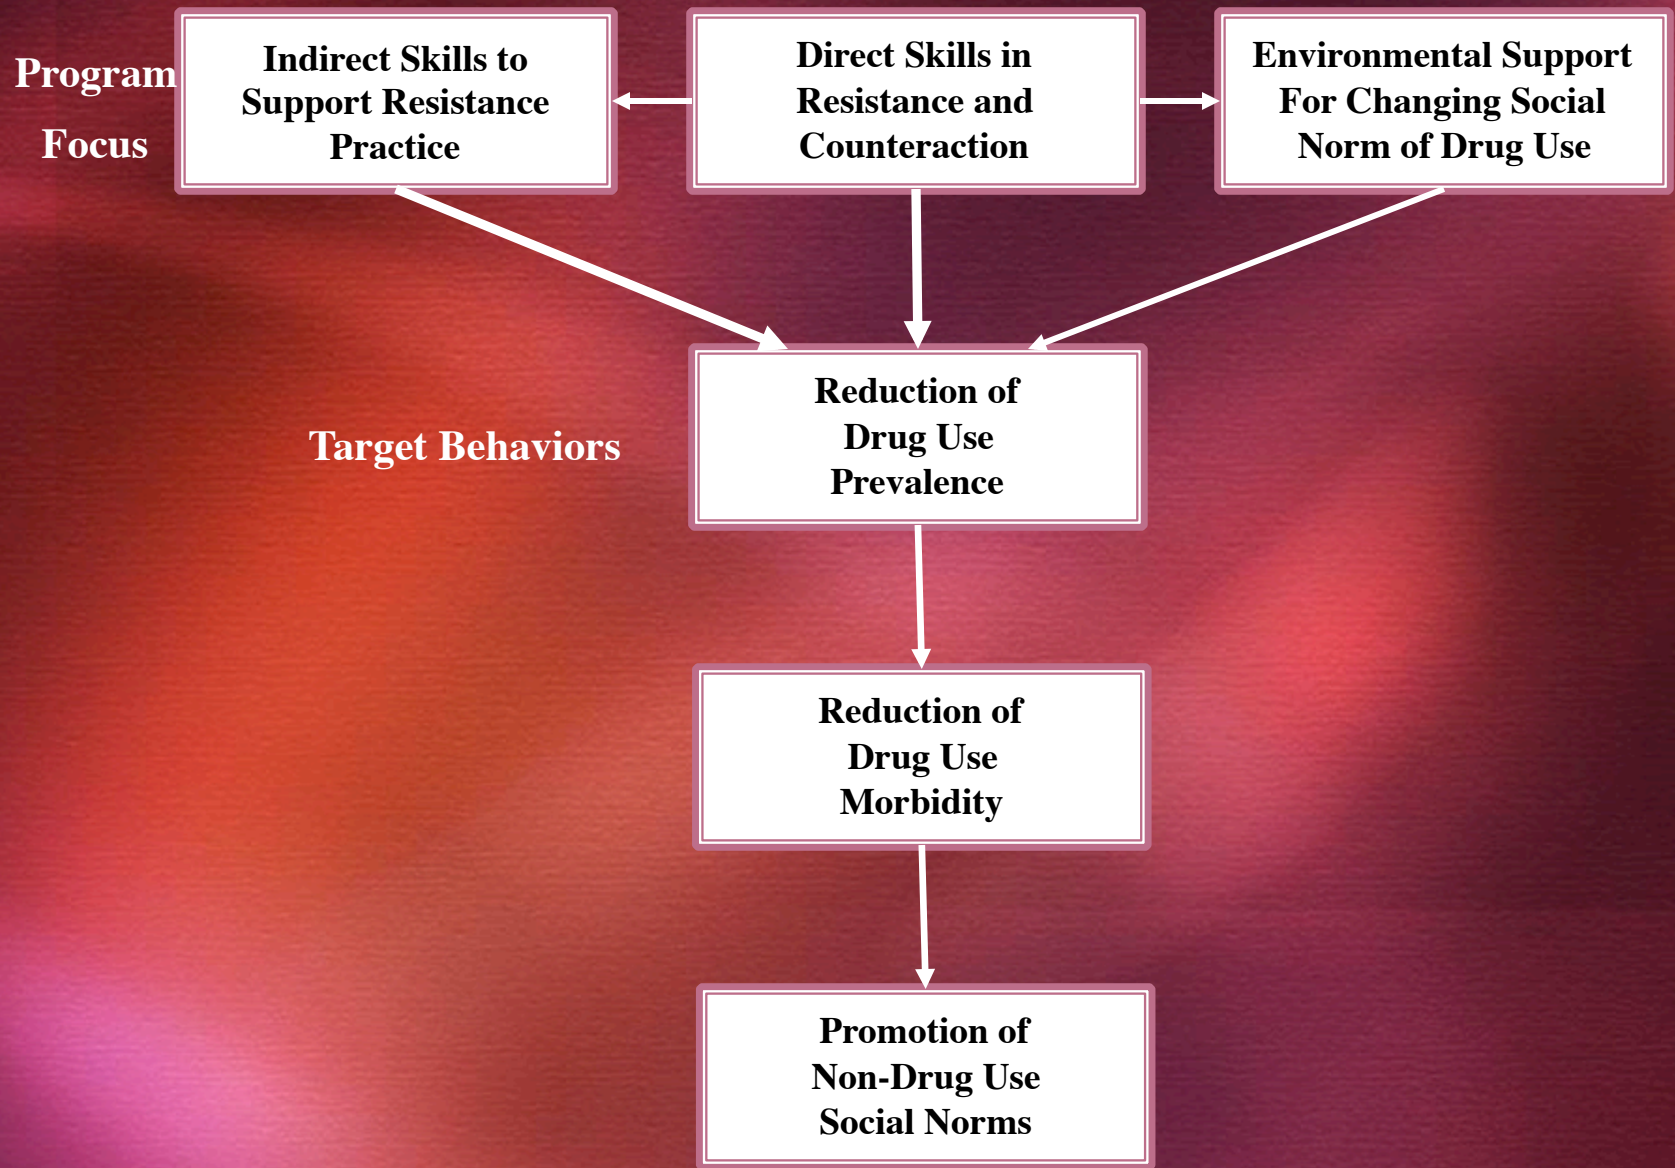 Program
Focus
Indirect Skills to
Support Resistance
Practice
Direct Skills in
Resistance and
Counteraction
Environmental Support
For Changing Social
Norm of Drug Use
Target Behaviors
Reduction of
Drug Use
Prevalence
Reduction of
Drug Use
Morbidity
Promotion of
Non-Drug Use
Social Norms